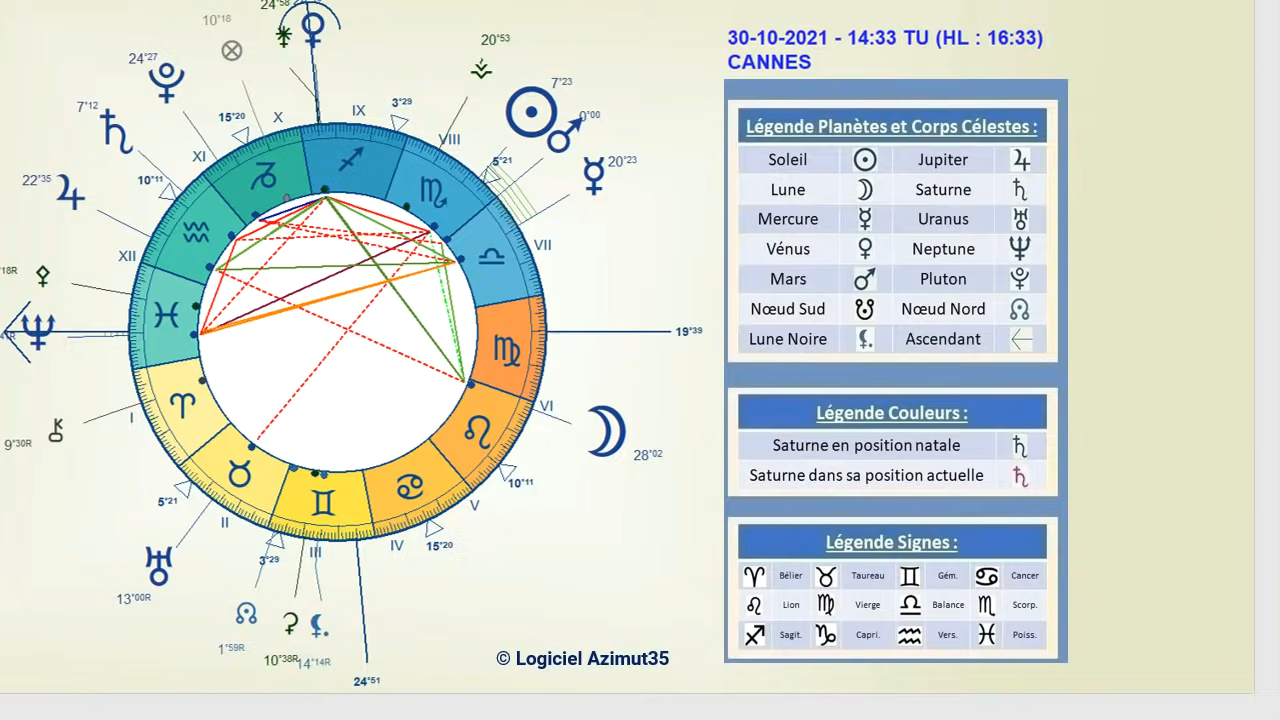 24°58
10°18
24°27
7°12
22°35
18R
20°53
7°23
0°00
20°23
15°20
X
IX
3°29
VIII
5°21
XI
10°11
XII
VII
19°39
I
VI
28°02
9°30R
10°11
V
5°21
II
13°00R
3°29
III
IV
15°20
1°59R
10°38R
14°14R
24°51
© Logiciel Azimut35
30-10-2021 - 14:33 TU (HL : 16:33)
CANNES
Légende Planètes et Corps Célestes :
Soleil Jupiter
Lune Saturne
Mercure Uranus
Vénus Neptune
Mars Pluton
Nœud Sud Nœud Nord
Lune Noire Ascendant
Légende Couleurs :
Saturne en position natale
Saturne dans sa position actuelle
Légende Signes :
Bélier Taureau Gém. Cancer
Lion Vierge Balance Scorp.
Sagit. Capri. Vers. Poiss.